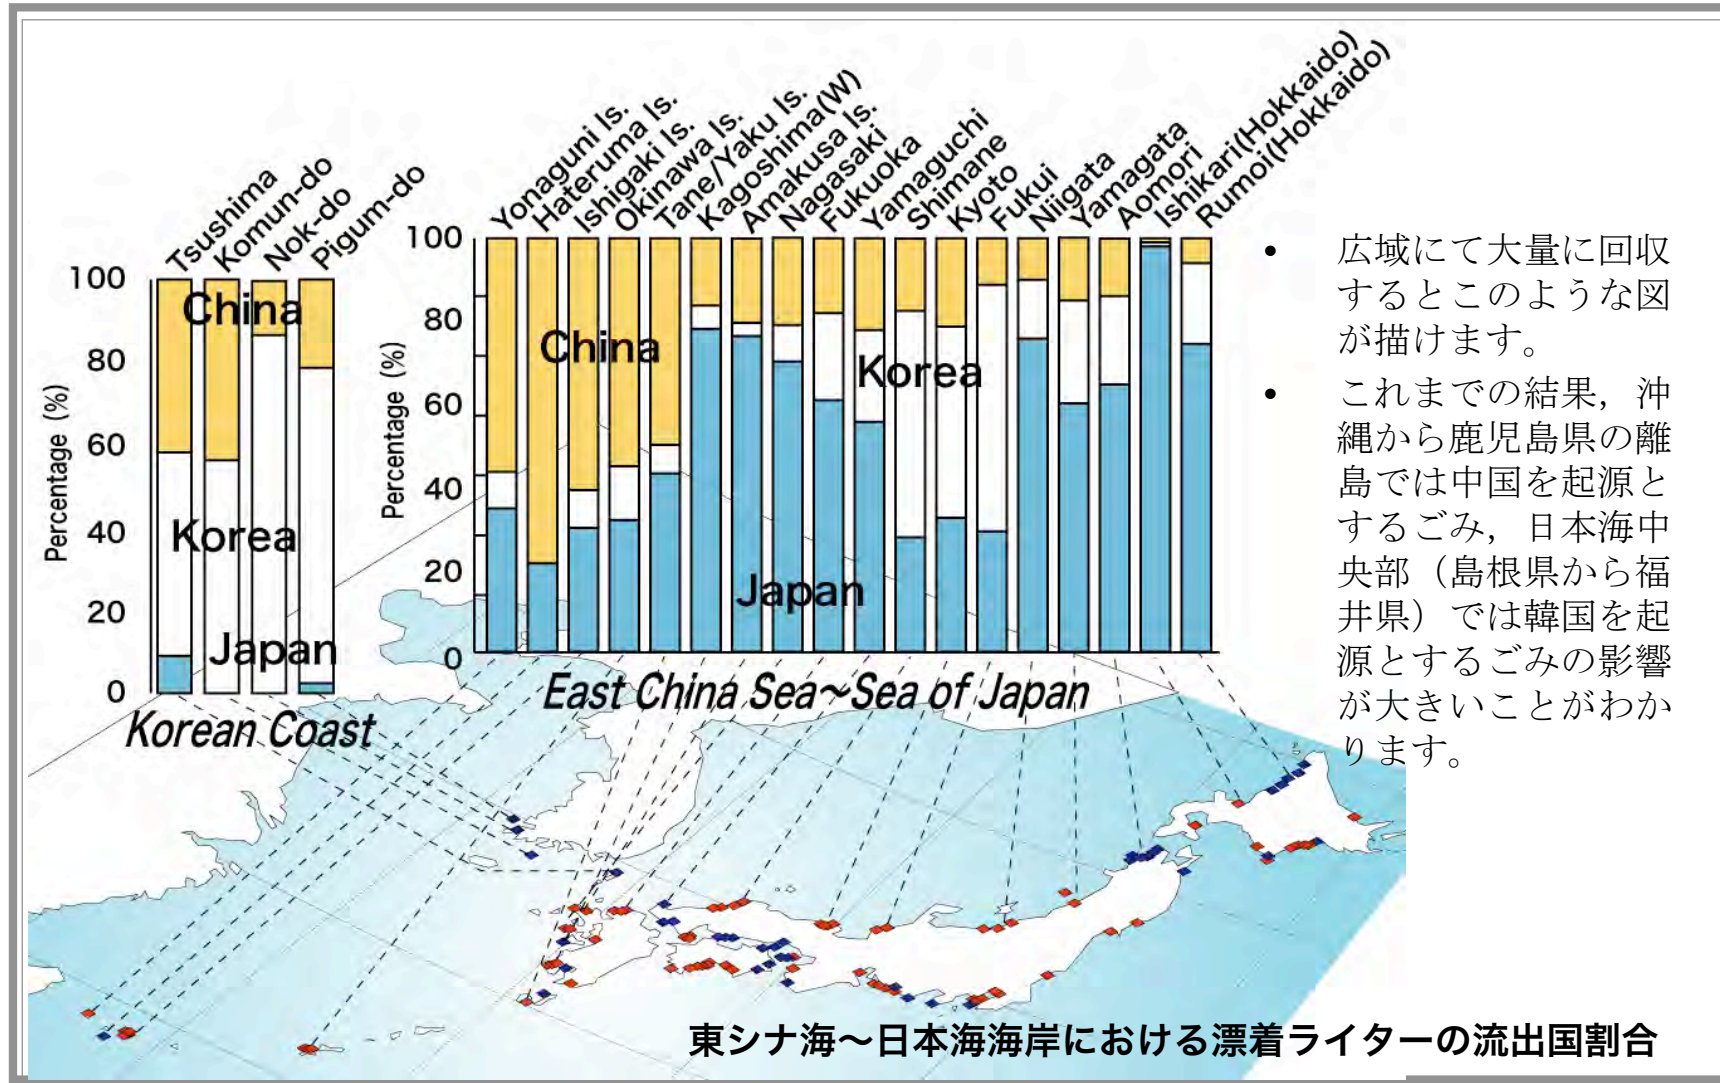 Tsushima
Komun-do
Nok-do
Pigum-do
100
80
60
40
20
0
Percentage (%)
China
Korea
Japan
Korean Coast
Yonaguni Is.
Hateruma Is.
Ishigaki Is.
Okinawa Is.
Tane/Yaku Is.
Kagoshima(W)
Amakusa Is.
Nagasaki
Fukuoka
Yamaguchi
Shimane
Kyoto
Fukui
Niigata
Yamagata
Aomori
Ishikari(Hokkaido)
Rumoi(Hokkaido)
100
80
60
40
20
0
Percentage (%)
China
Korea
Japan
East China Sea~Sea of Japan
• 広域にて大量に回収
するとこのような図
が描けます。
• これまでの結果，沖
縄から鹿児島県の離
島では中国を起源と
するごみ，日本海中
央部（島根県から福
井県）では韓国を起
源とするごみの影響
が大きいことがわか
ります。
東シナ海〜日本海海岸における漂着ライターの流出国割合